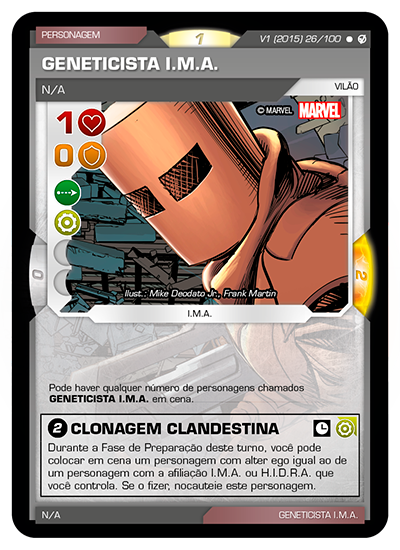 PERSONAGEM
1
V1 (2015) 26/100
GENETICISTA I.M.A.
N/A
VILÃO
© MARVEL
MARVEL
1
0
0
2
Ilust.: Mike Deodato Jr., Frank Martin
I.M.A.
Pode haver qualquer número de personagens chamados
GENETICISTA I.M.A. em cena.
2 CLONAGEM CLANDESTINA
Durante a Fase de Preparação deste turno, você pode
colocar em cena um personagem com alter ego igual ao de
um personagem com a afiliação I.M.A. ou H.I.D.R.A. que
você controla. Se o fizer, nocauteie este personagem.
N/A
GENETICISTA I.M.A.